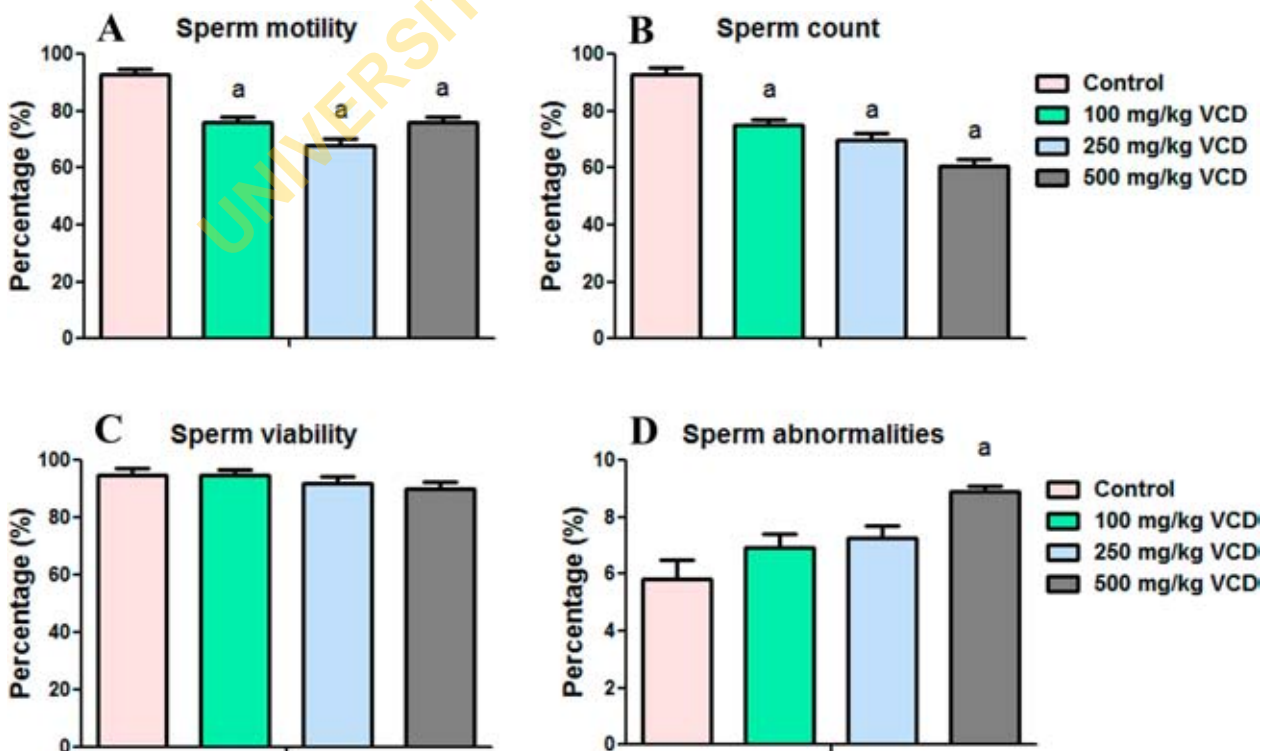 UNIVERSIT
A
Sperm motility
Percentage (%)
100
80
60
40
20
0
a
a
a
B
Sperm count
Percentage (%)
100
80
60
40
20
0
a
a
a
Control
100 mg/kg VCD
250 mg/kg VCD
500 mg/kg VCD
C
Sperm viability
Percentage (%)
100
80
60
40
20
0
D
Sperm abnormalities
Percentage (%)
10
8
6
4
2
0
a
Control
100 mg/kg VCD
250 mg/kg VCD
500 mg/kg VCD